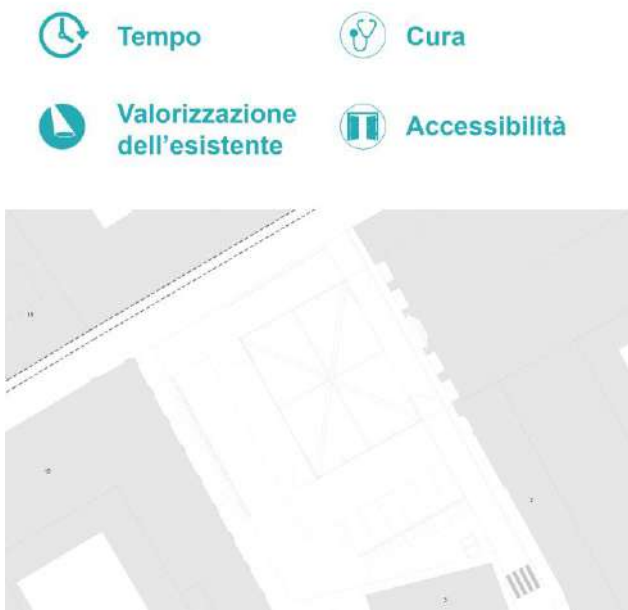 Tempo
Cura
Valorizzazione
dell’esistente
Accessibilità